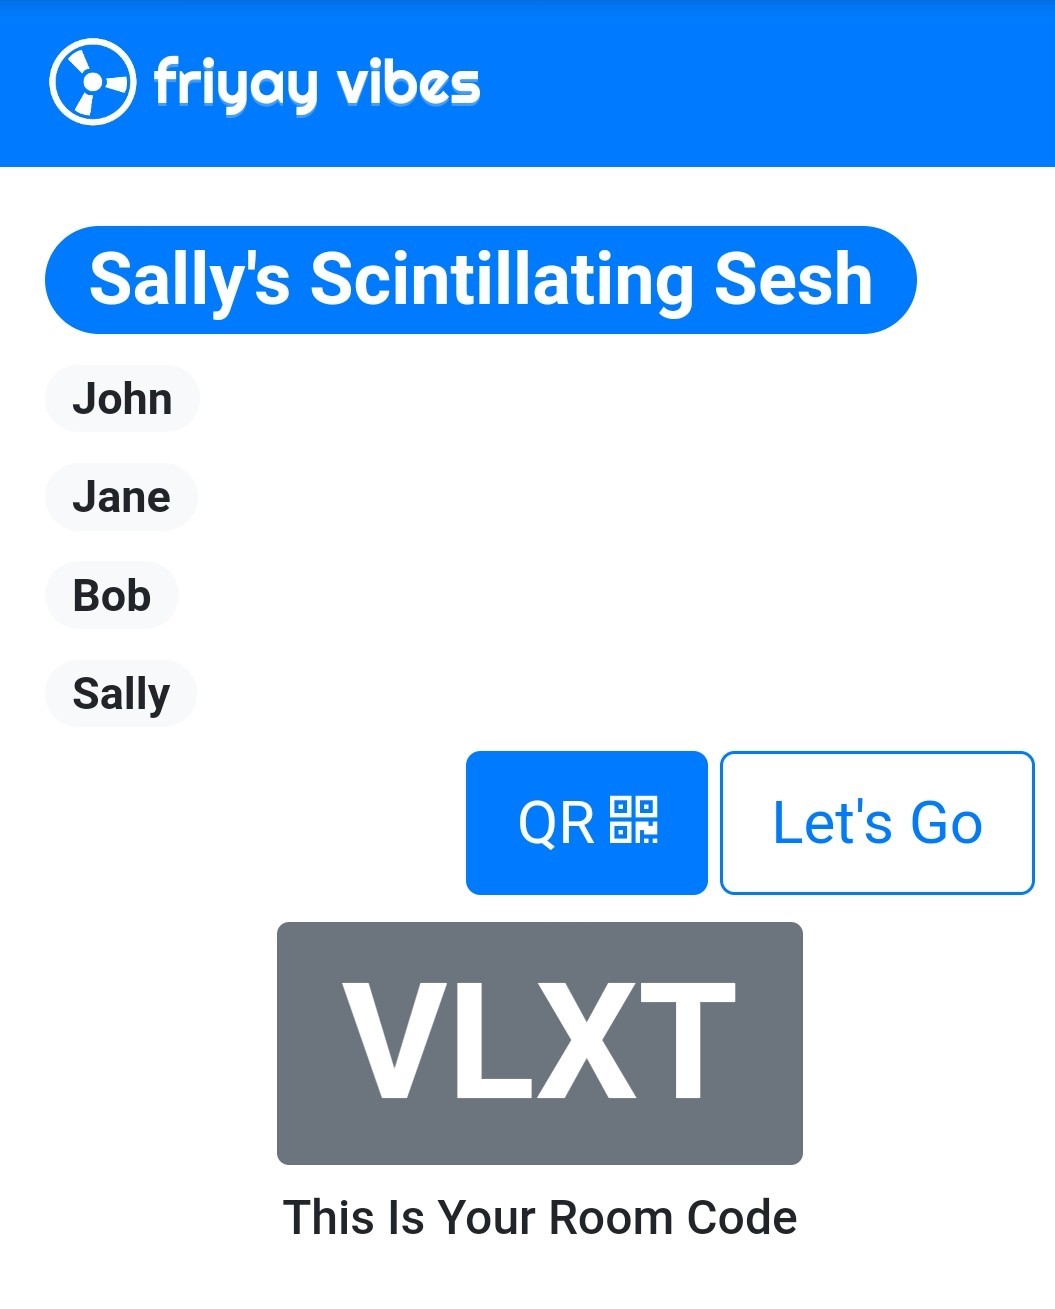 friyay vibes
Sally's Scintillating Sesh
John
Jane
Bob
Sally
QR
Let's Go
VLXT
This Is Your Room Code